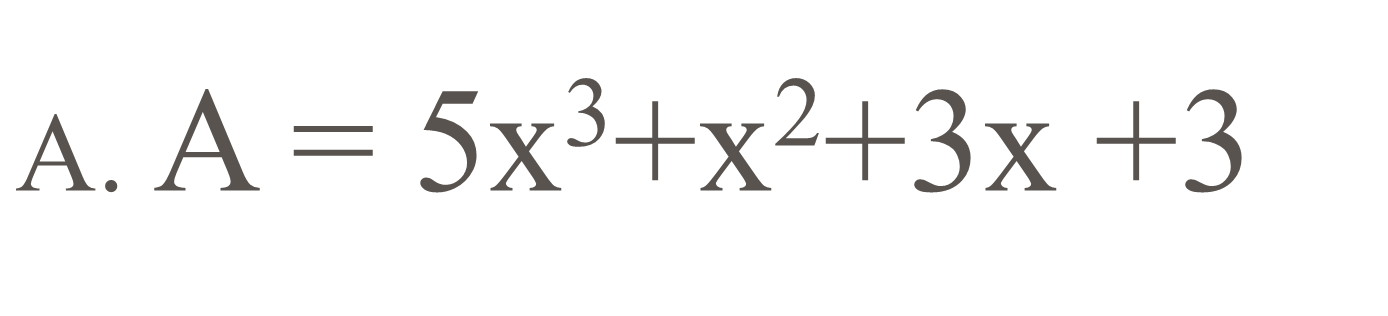 A. A = 5x³+x²+3x +3